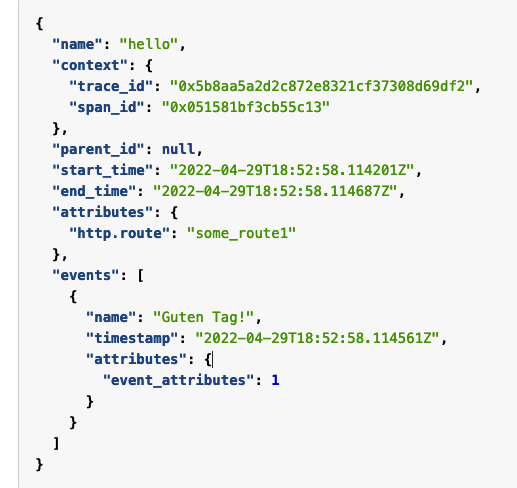 {
  "name": "hello",
  "context": {
    "trace_id": "0x5b8aa5a2d2c872e8321cf37308d69df2",
    "span_id": "0x051581bf3cb55c13"
  },
  "parent_id": null,
  "start_time": "2022-04-29T18:52:58.114201Z",
  "end_time": "2022-04-29T18:52:58.114687Z",
  "attributes": {
    "http.route": "some_route1"
  },
  "events": [
    {
      "name": "Guten Tag!",
      "timestamp": "2022-04-29T18:52:58.114561Z",
      "attributes": {
        "event_attributes": 1
      }
    }
  ]
}